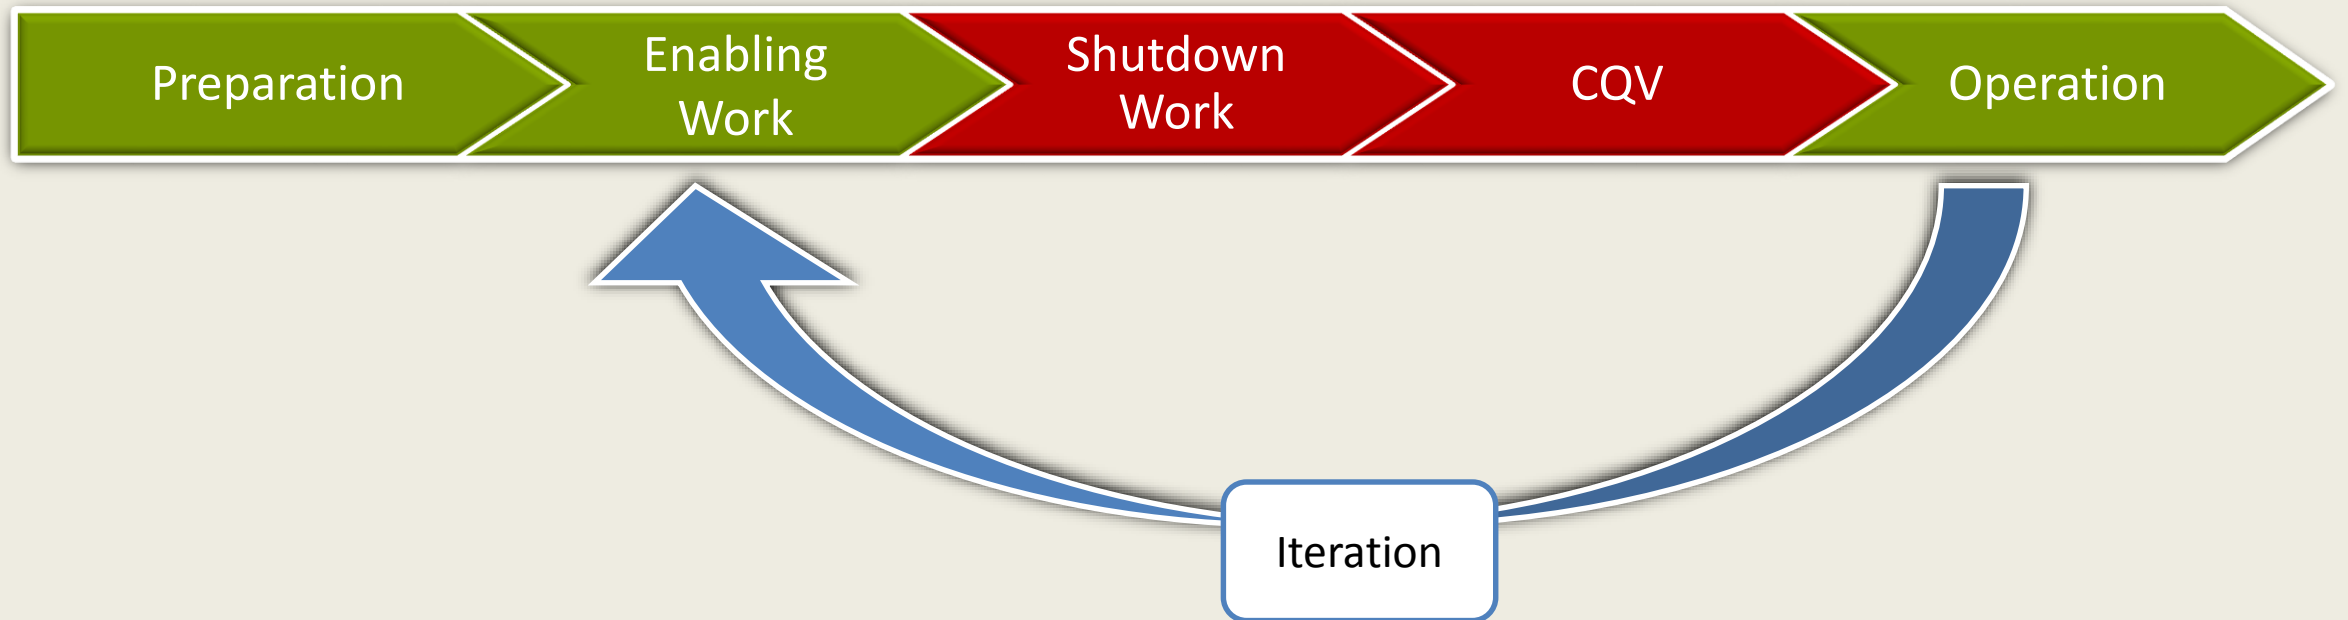 Preparation
Enabling
Work
Shutdown
Work
CQV
Operation
Iteration